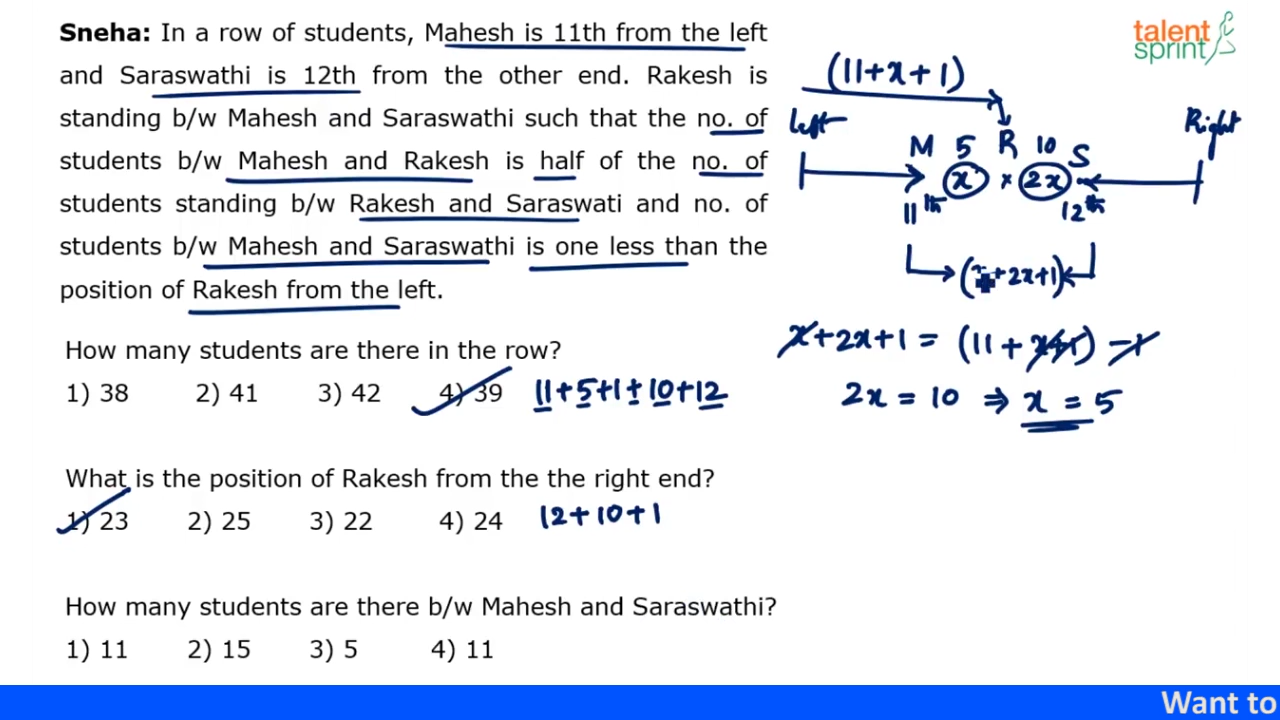 Sneha: In a row of students, Mahesh is 11th from the left
and Saraswathi is 12th from the other end. Rakesh is
standing b/w Mahesh and Saraswathi such that the no. of
students b/w Mahesh and Rakesh is half of the no. of
students standing b/w Rakesh and Saraswati and no. of
students b/w Mahesh and Saraswathi is one less than the
position of Rakesh from the left.
How many students are there in the row?
1) 38 2) 41 3) 42 4) 39 11+5+1+10+12
What is the position of Rakesh from the the right end?
1) 23 2) 25 3) 22 4) 24 12+10+1
How many students are there b/w Mahesh and Saraswathi?
1) 11 2) 15 3) 5 4) 11
talent
sprint
(11+x+1)
left Right
M 5 R 10 S
x × 2x
11th 12th
(x+2x+1)
x+2x+1 = (11+x+1) -1
2x = 10 ⇒ x = 5
Want to